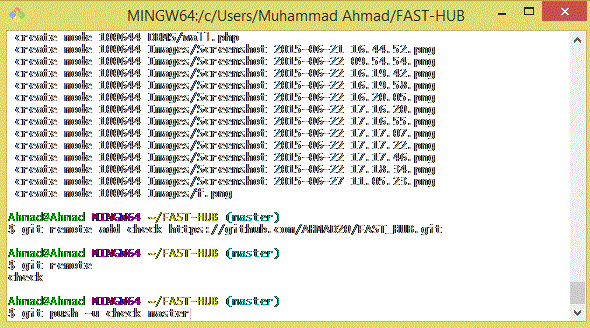 MINGW64:/c/Users/Muhammad Ahmad/FAST-HUB
create mode 100644 DBMS/wall.php
create mode 100644 Images/Screenshot 2015-06-21 16.44.52.png
create mode 100644 Images/Screenshot 2015-06-22 09.54.54.png
create mode 100644 Images/Screenshot 2015-06-22 16.19.42.png
create mode 100644 Images/Screenshot 2015-06-22 16.19.58.png
create mode 100644 Images/Screenshot 2015-06-22 16.20.05.png
create mode 100644 Images/Screenshot 2015-06-22 17.16.20.png
create mode 100644 Images/Screenshot 2015-06-22 17.16.55.png
create mode 100644 Images/Screenshot 2015-06-22 17.17.07.png
create mode 100644 Images/Screenshot 2015-06-22 17.17.22.png
create mode 100644 Images/Screenshot 2015-06-22 17.17.46.png
create mode 100644 Images/Screenshot 2015-06-22 17.18.34.png
create mode 100644 Images/Screenshot 2015-06-27 11.05.23.png
create mode 100644 Images/f.png
Ahmad@Ahmad MINGW64 ~/FAST-HUB (master)
$ git remote add check https://github.com/AHMAD20/FAST_HUB.git
Ahmad@Ahmad MINGW64 ~/FAST-HUB (master)
$ git remote
check
Ahmad@Ahmad MINGW64 ~/FAST-HUB (master)
$ git push -u check master